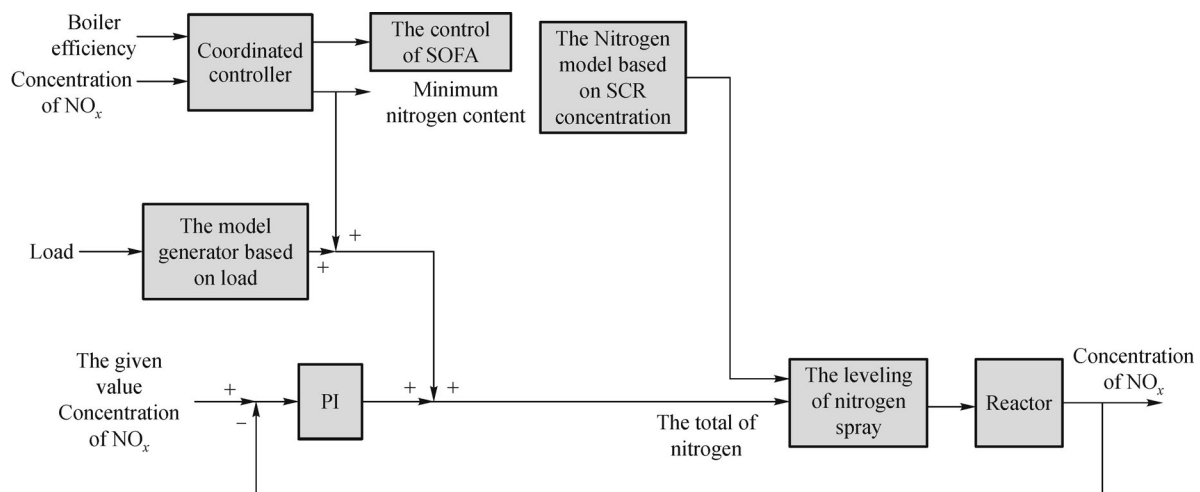 Boiler
efficiency
Concentration
of NOx
Coordinated
controller
The control
of SOFA
Minimum
nitrogen content
The Nitrogen
model based
on SCR
concentration
Load
The model
generator based
on load
+
+
The given
value
Concentration
of NOx
+
−
PI
+
+
The total of
nitrogen
The leveling
of nitrogen
spray
Reactor
Concentration
of NOx